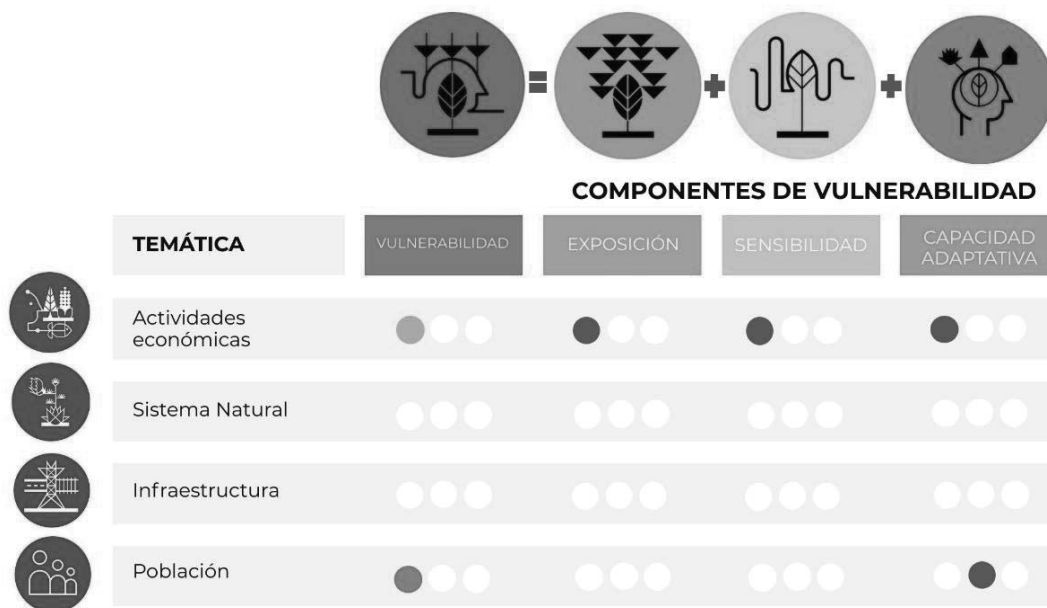 COMPONENTES DE VULNERABILIDAD
TEMÁTICA
VULNERABILIDAD
EXPOSICIÓN
SENSIBILIDAD
CAPACIDAD
ADAPTATIVA
Actividades
económicas
Sistema Natural
Infraestructura
Población